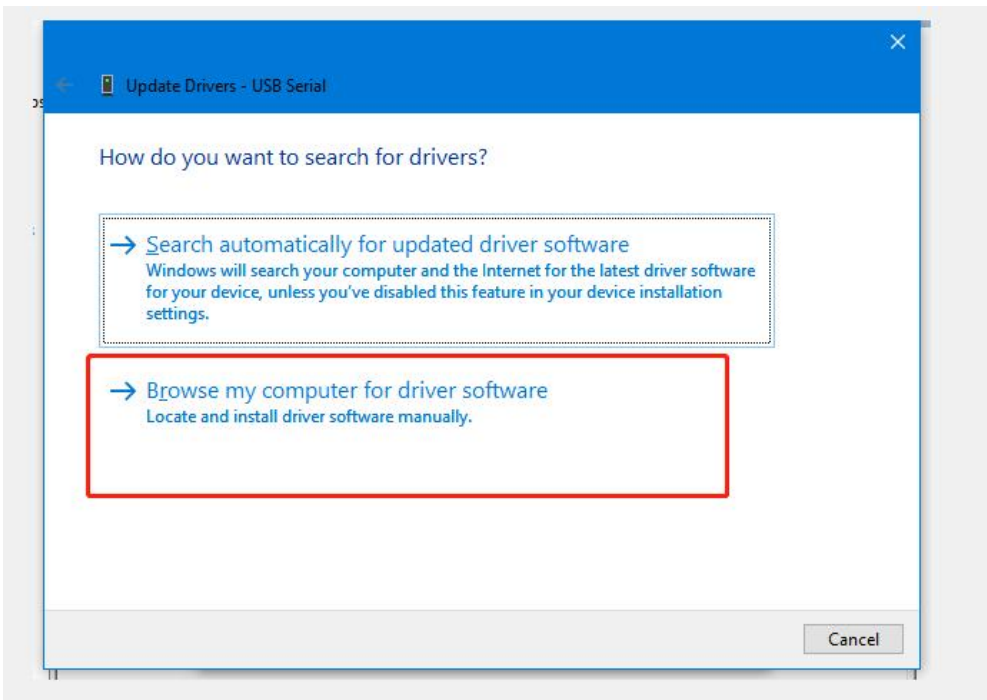 Update Drivers - USB Serial
How do you want to search for drivers?
Search automatically for updated driver software
Windows will search your computer and the Internet for the latest driver software
for your device, unless you've disabled this feature in your device installation
settings.
Browse my computer for driver software
Locate and install driver software manually.
Cancel